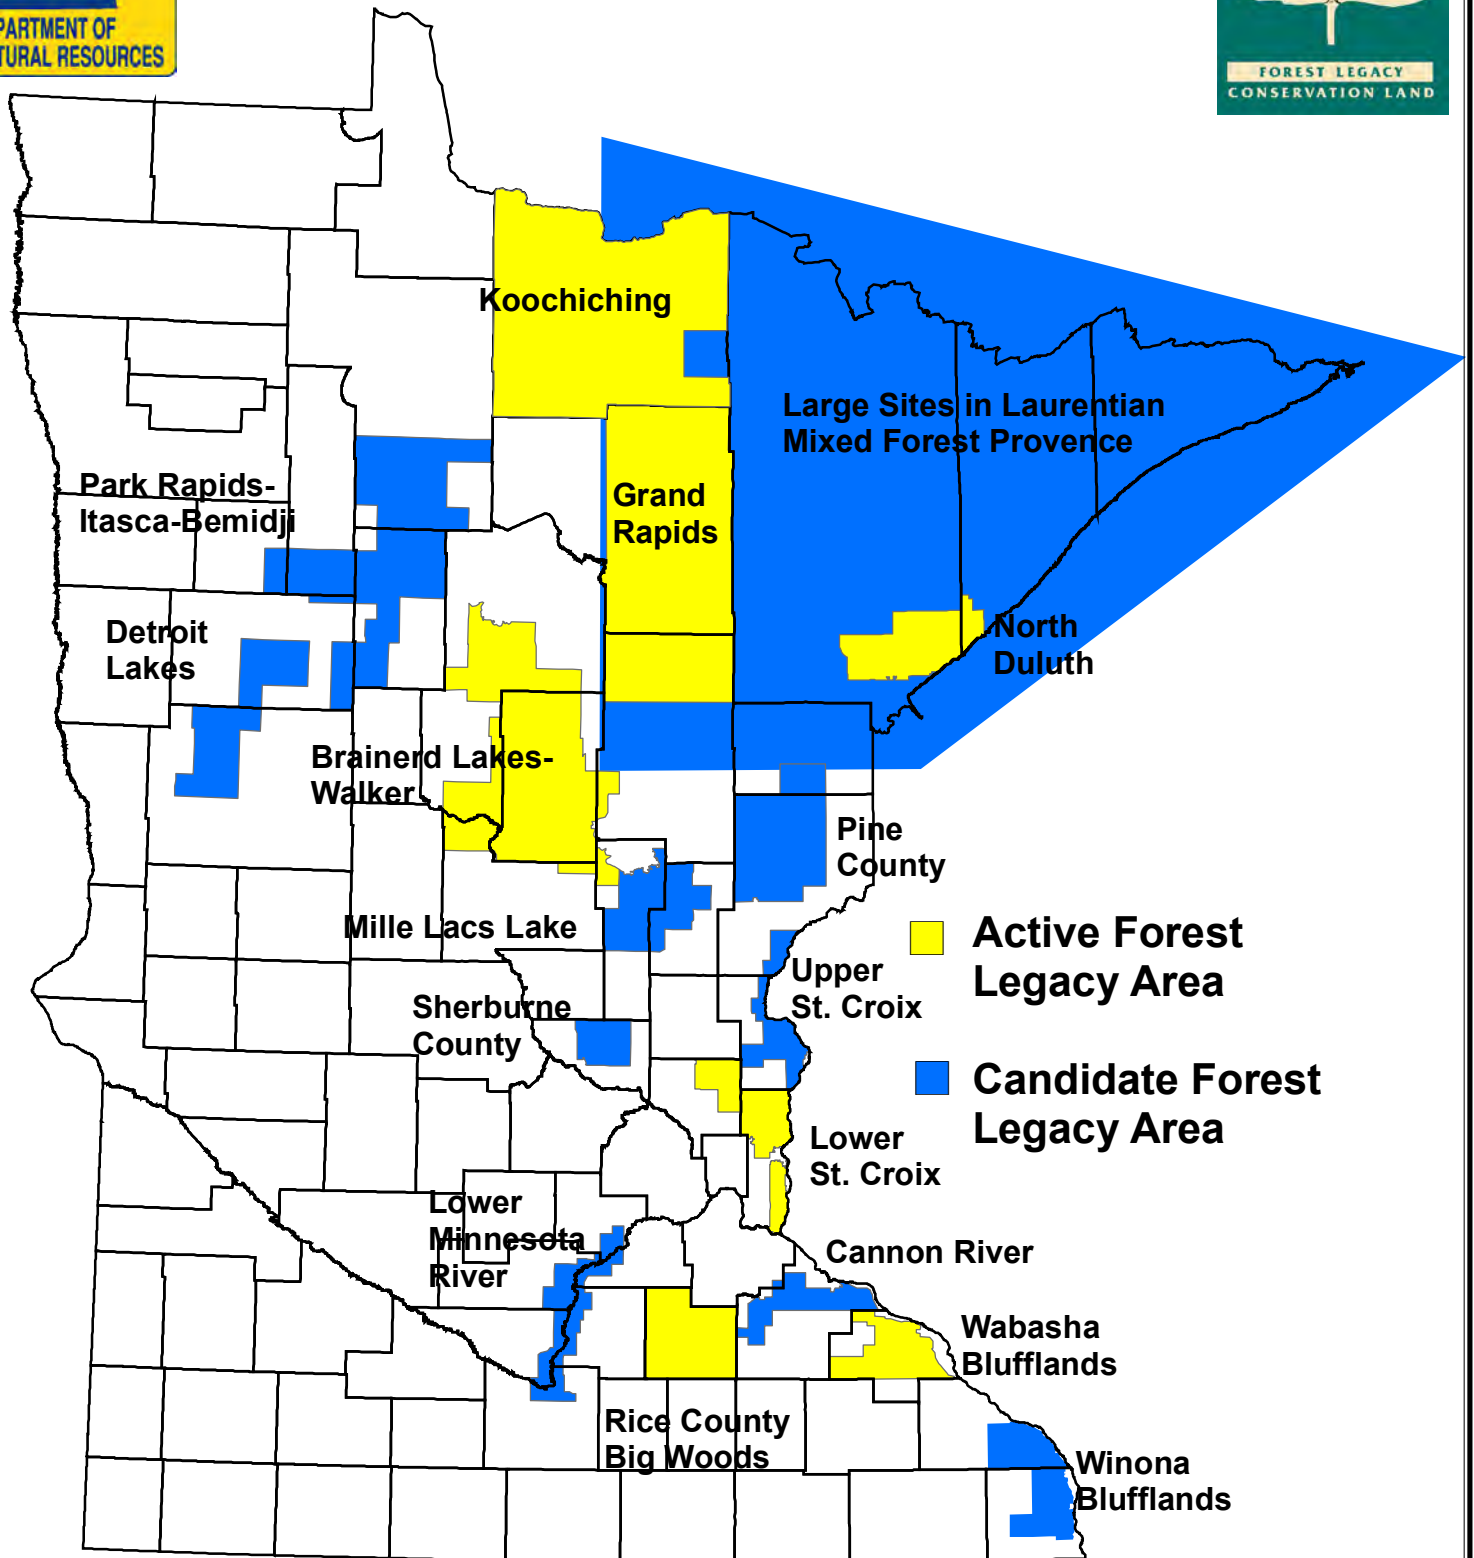 PARTMENT OF
TURAL RESOURCES
FOREST LEGACY
CONSERVATION LAND
Koochiching
Large Sites in Laurentian
Mixed Forest Provence
Park Rapids-
Itasca-Bemidji
Grand
Rapids
Detroit
Lakes
North
Duluth
Brainerd Lakes-
Walker
Pine
County
Mille Lacs Lake
Active Forest
Legacy Area
Upper
St. Croix
Sherburne
County
Candidate Forest
Legacy Area
Lower
St. Croix
Lower
Minnesota
River
Cannon River
Wabasha
Blufflands
Rice County
Big Woods
Winona
Blufflands